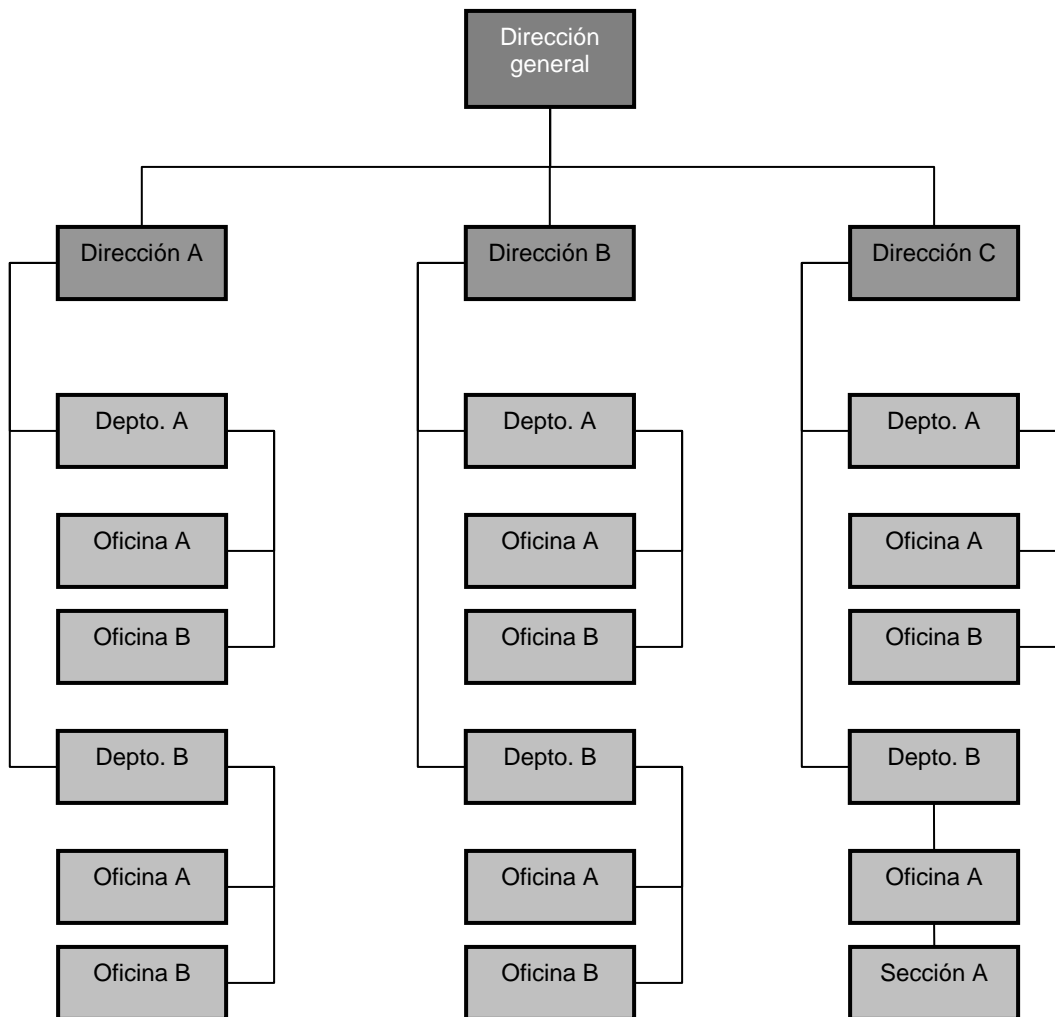 Dirección
general
Dirección A
Dirección B
Dirección C
Depto. A
Depto. A
Depto. A
Oficina A
Oficina A
Oficina A
Oficina B
Oficina B
Oficina B
Depto. B
Depto. B
Depto. B
Oficina A
Oficina A
Oficina A
Oficina B
Oficina B
Sección A